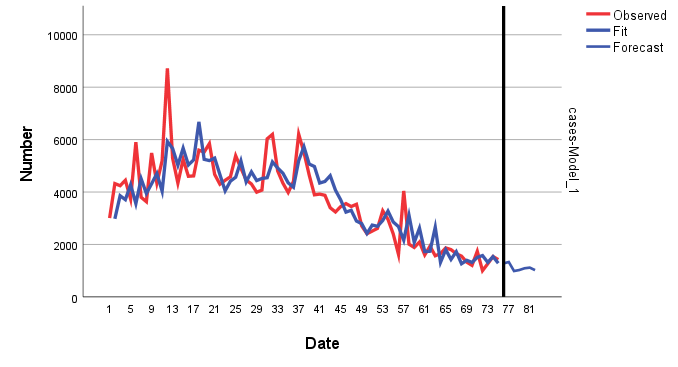 Observed
Fit
Forecast
10000
8000
6000
4000
2000
0
Number
cases-Model_1
1 5 9 13 17 21 25 29 33 37 41 45 49 53 57 61 65 69 73 77 81
Date